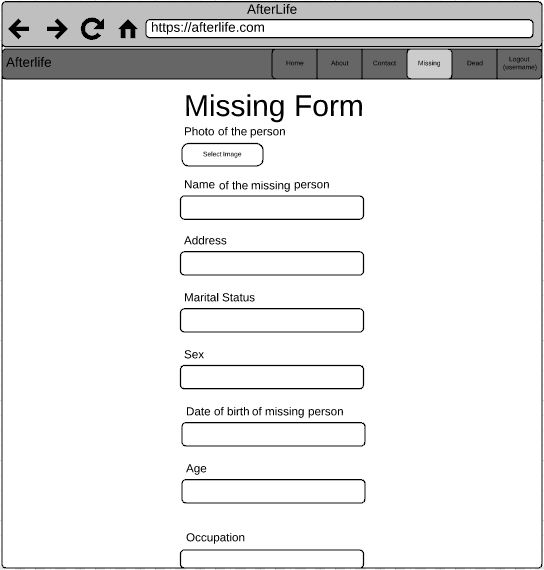 AfterLife
https://afterlife.com
Afterlife
Home
About
Contact
Missing
Dead
Logout
(username)
Missing Form
Photo of the person
Select Image
Name of the missing person
Address
Marital Status
Sex
Date of birth of missing person
Age
Occupation